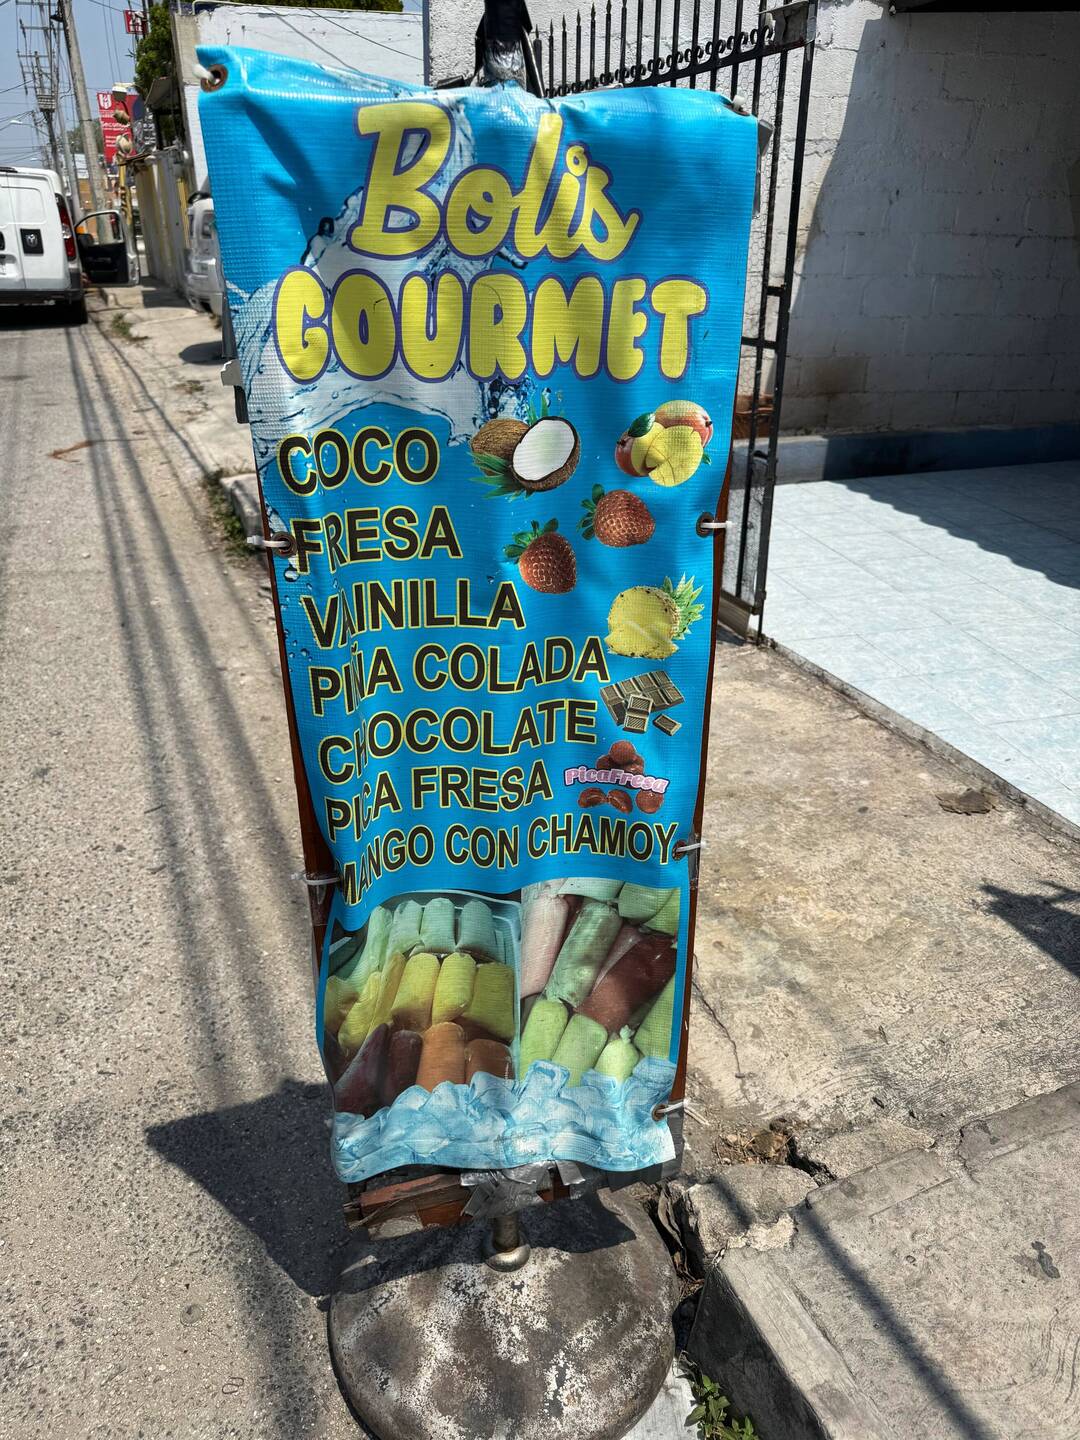 Bolis
GOURMET
COCO
FRESA
VAINILLA
PIÑA COLADA
CHOCOLATE
PICA FRESA
PicaFresa
MANGO CON CHAMOY